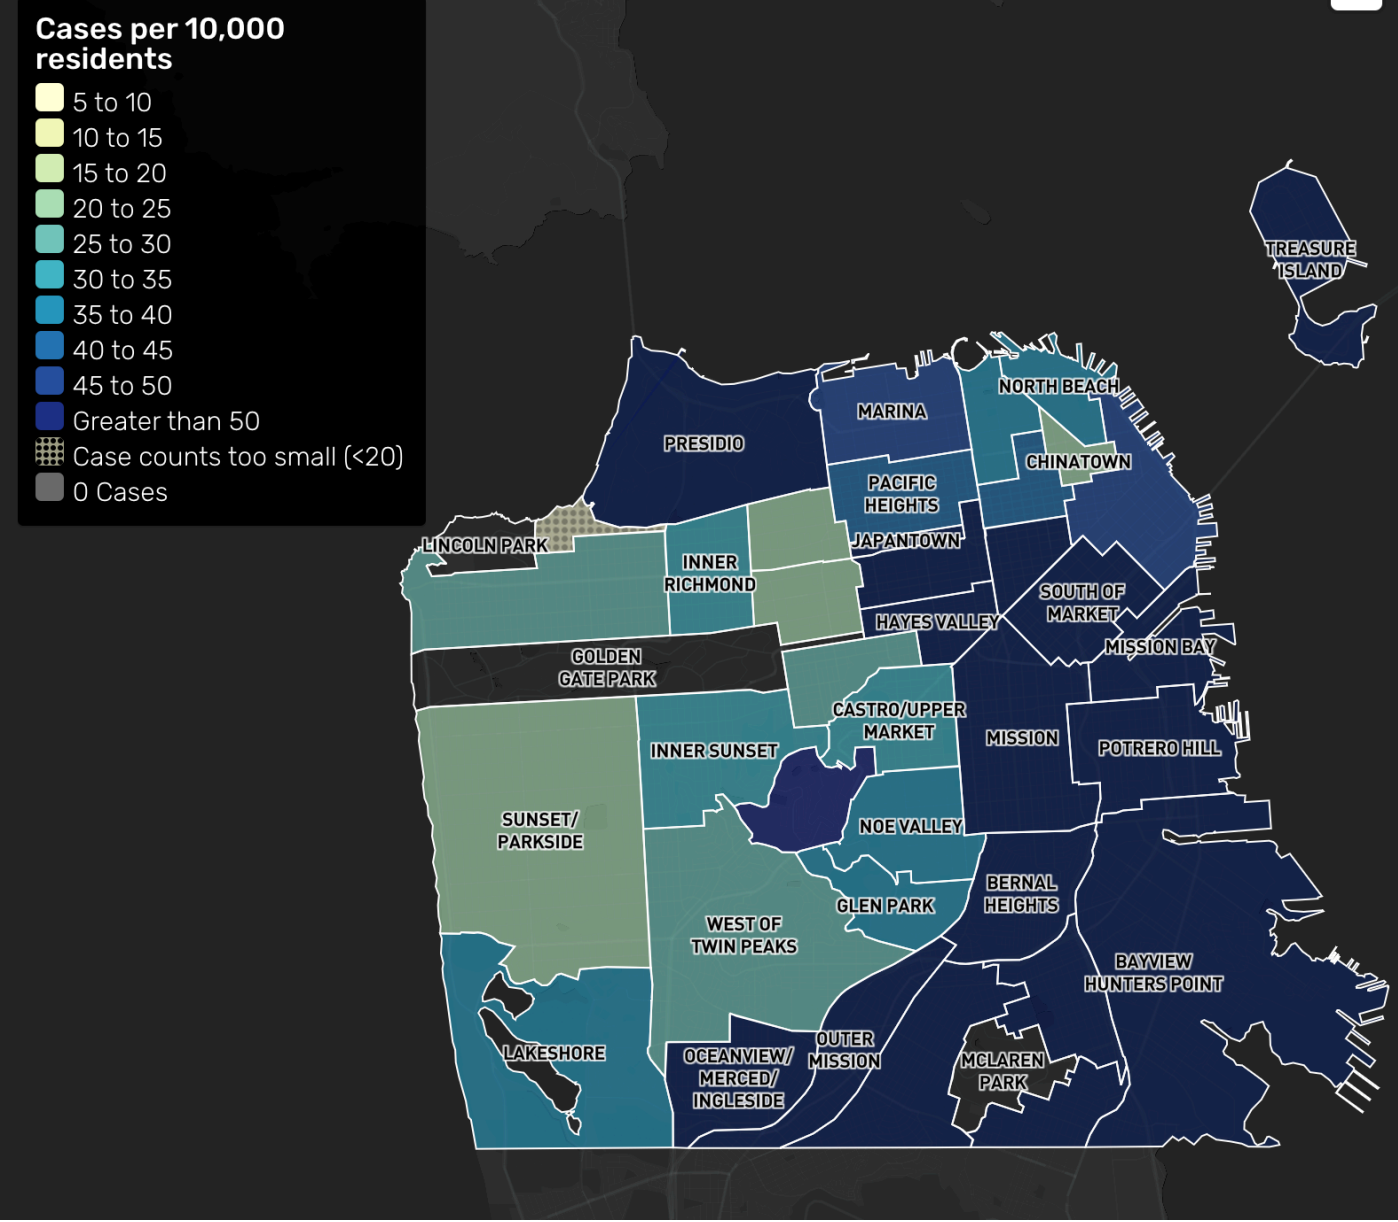 Cases per 10,000
residents
5 to 10
10 to 15
15 to 20
20 to 25
25 to 30
30 to 35
35 to 40
40 to 45
45 to 50
Greater than 50
Case counts too small (<20)
0 Cases
TREASURE
ISLAND
NORTH BEACH
MARINA
PRESIDIO
CHINATOWN
PACIFIC
HEIGHTS
JAPANTOWN
LINCOLN PARK
INNER
RICHMOND
SOUTH OF
MARKET
HAYES VALLEY
MISSION BAY
GOLDEN
GATE PARK
CASTRO/UPPER
MARKET
MISSION
POTRERO HILL
INNER SUNSET
SUNSET/
PARKSIDE
NOE VALLEY
BERNAL
HEIGHTS
GLEN PARK
WEST OF
TWIN PEAKS
BAYVIEW
HUNTERS POINT
LAKESHORE
OCEANVIEW/
MERCED/
INGLESIDE
OUTER
MISSION
MCLAREN
PARK